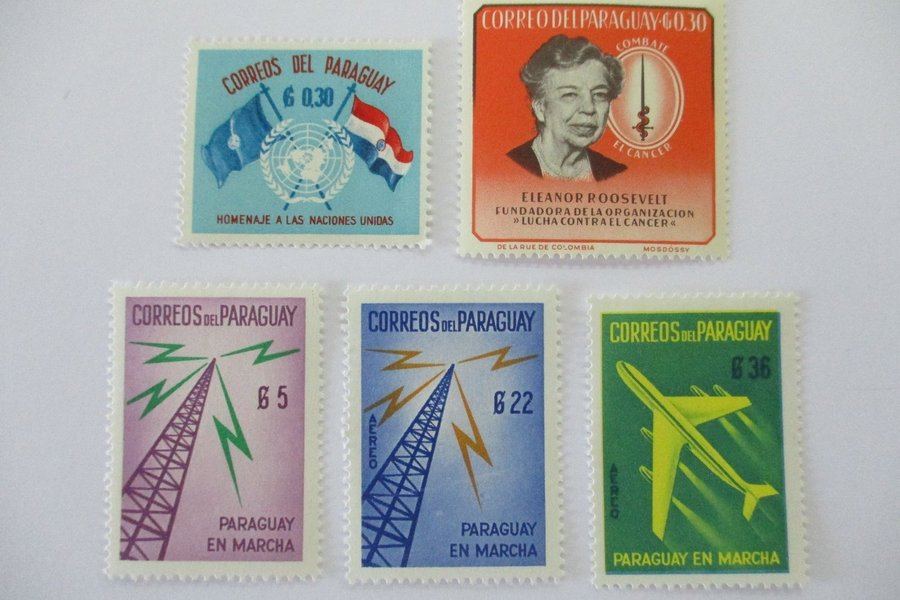 CORREOS DEL PARAGUAY
₲ 0,30
HOMENAJE A LAS NACIONES UNIDAS
CORREO DEL PARAGUAY·₲0.30
COMBATE
EL CANCER
ELEANOR ROOSEVELT
FUNDADORA DE LA ORGANIZACION
»LUCHA CONTRA EL CANCER«
DE LA RUE DE COLOMBIA
MOSDÓSSY
CORREOS DEL PARAGUAY
₲ 5
PARAGUAY
EN MARCHA
CORREOS DEL PARAGUAY
₲ 22
AEREO
PARAGUAY
EN MARCHA
CORREOS DEL PARAGUAY
₲ 36
AEREO
PARAGUAY EN MARCHA